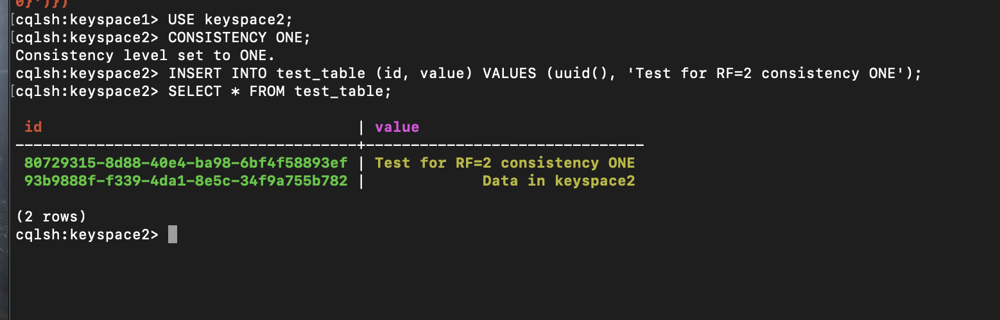 0}')})
[cqlsh:keyspace1> USE keyspace2;
[cqlsh:keyspace2> CONSISTENCY ONE;
Consistency level set to ONE.
cqlsh:keyspace2> INSERT INTO test_table (id, value) VALUES (uuid(), 'Test for RF=2 consistency ONE');
[cqlsh:keyspace2> SELECT * FROM test_table;
id | value
--------------------------------------+-------------------------------
80729315-8d88-40e4-ba98-6bf4f58893ef | Test for RF=2 consistency ONE
93b9888f-f339-4da1-8e5c-34f9a755b782 | Data in keyspace2
(2 rows)
cqlsh:keyspace2>